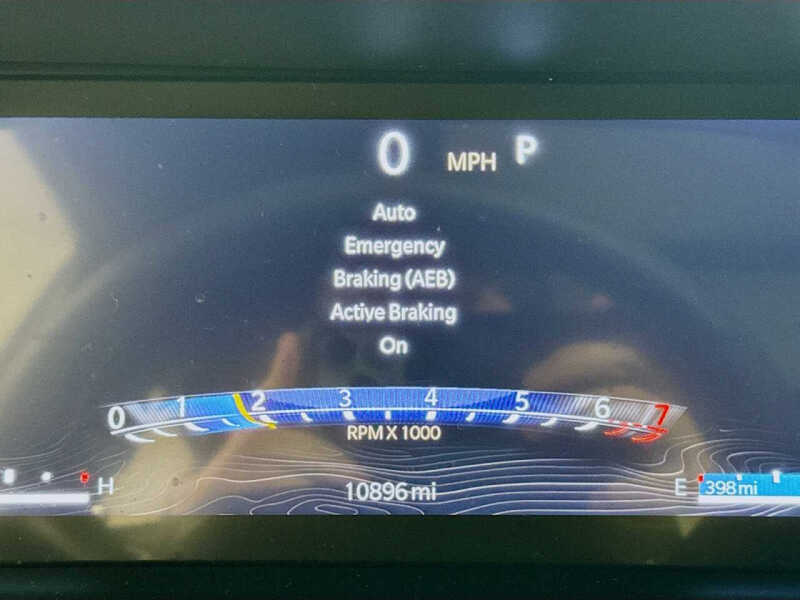 0 MPH P
Auto
Emergency
Braking (AEB)
Active Braking
On
0 1 2 3 4 5 6 7
RPM X 1000
H 10896 mi E 398 mi